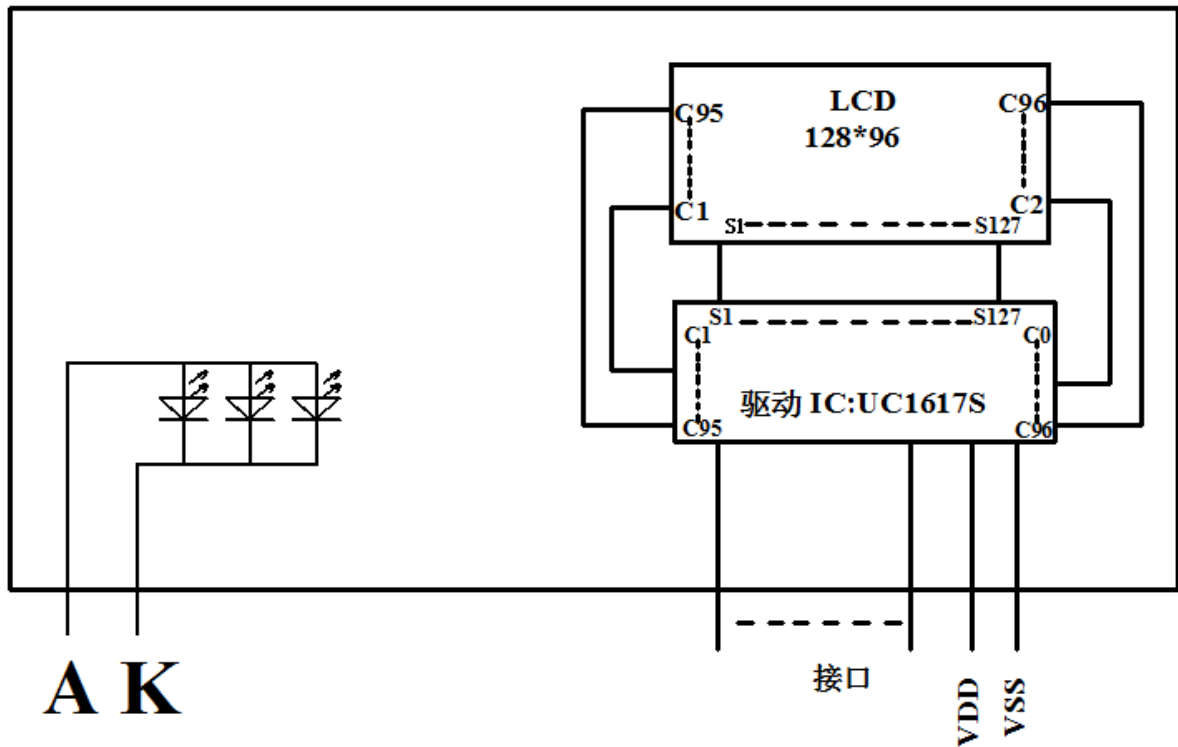 LCD
128*96
C95
C96
C1
C2
S1
S127
S1
S127
C1
C0
驱动 IC:UC1617S
C95
C96
A K
接口
VDD
VSS